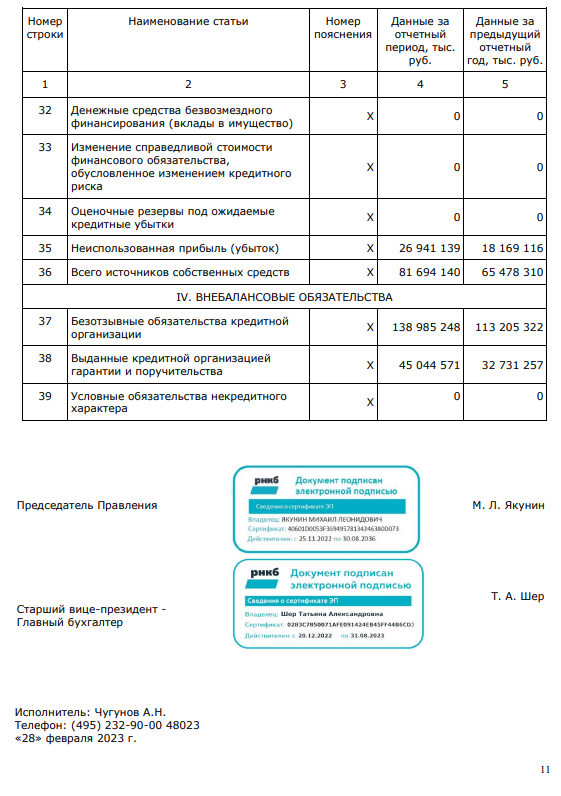 Номер строки Наименование статьи Номер пояснения Данные за отчетный период, тыс. руб. Данные за предыдущий отчетный год, тыс. руб.
1 2 3 4 5
32 Денежные средства безвозмездного финансирования (вклады в имущество) X 0 0
33 Изменение справедливой стоимости финансового обязательства, обусловленное изменением кредитного риска X 0 0
34 Оценочные резервы под ожидаемые кредитные убытки X 0 0
35 Неиспользованная прибыль (убыток) X 26 941 139 18 169 116
36 Всего источников собственных средств X 81 694 140 65 478 310
IV. ВНЕБАЛАНСОВЫЕ ОБЯЗАТЕЛЬСТВА
37 Безотзывные обязательства кредитной организации X 138 985 248 113 205 322
38 Выданные кредитной организацией гарантии и поручительства X 45 044 571 32 731 257
39 Условные обязательства некредитного характера X 0 0
Председатель Правления
рнкб Документ подписан
электронной подписью
Сведения о сертификате ЭП
Владелец: ЯКУНИН МИХАИЛ ЛЕОНИДОВИЧ
Сертификат: 40601D0053F36949578134246380D073
Действителен: с 25.11.2022 по 30.08.2036
М. Л. Якунин
Старший вице-президент -
Главный бухгалтер
рнкб Документ подписан
электронной подписью
Сведения о сертификате ЭП
Владелец: Шер Татьяна Александровна
Сертификат: 0283C7850071AFE091424EB45FF4486CD3
Действителен: с 20.12.2022 по 31.08.2023
Т. А. Шер
Исполнитель: Чугунов А.Н.
Телефон: (495) 232-90-00 48023
«28» февраля 2023 г.
11